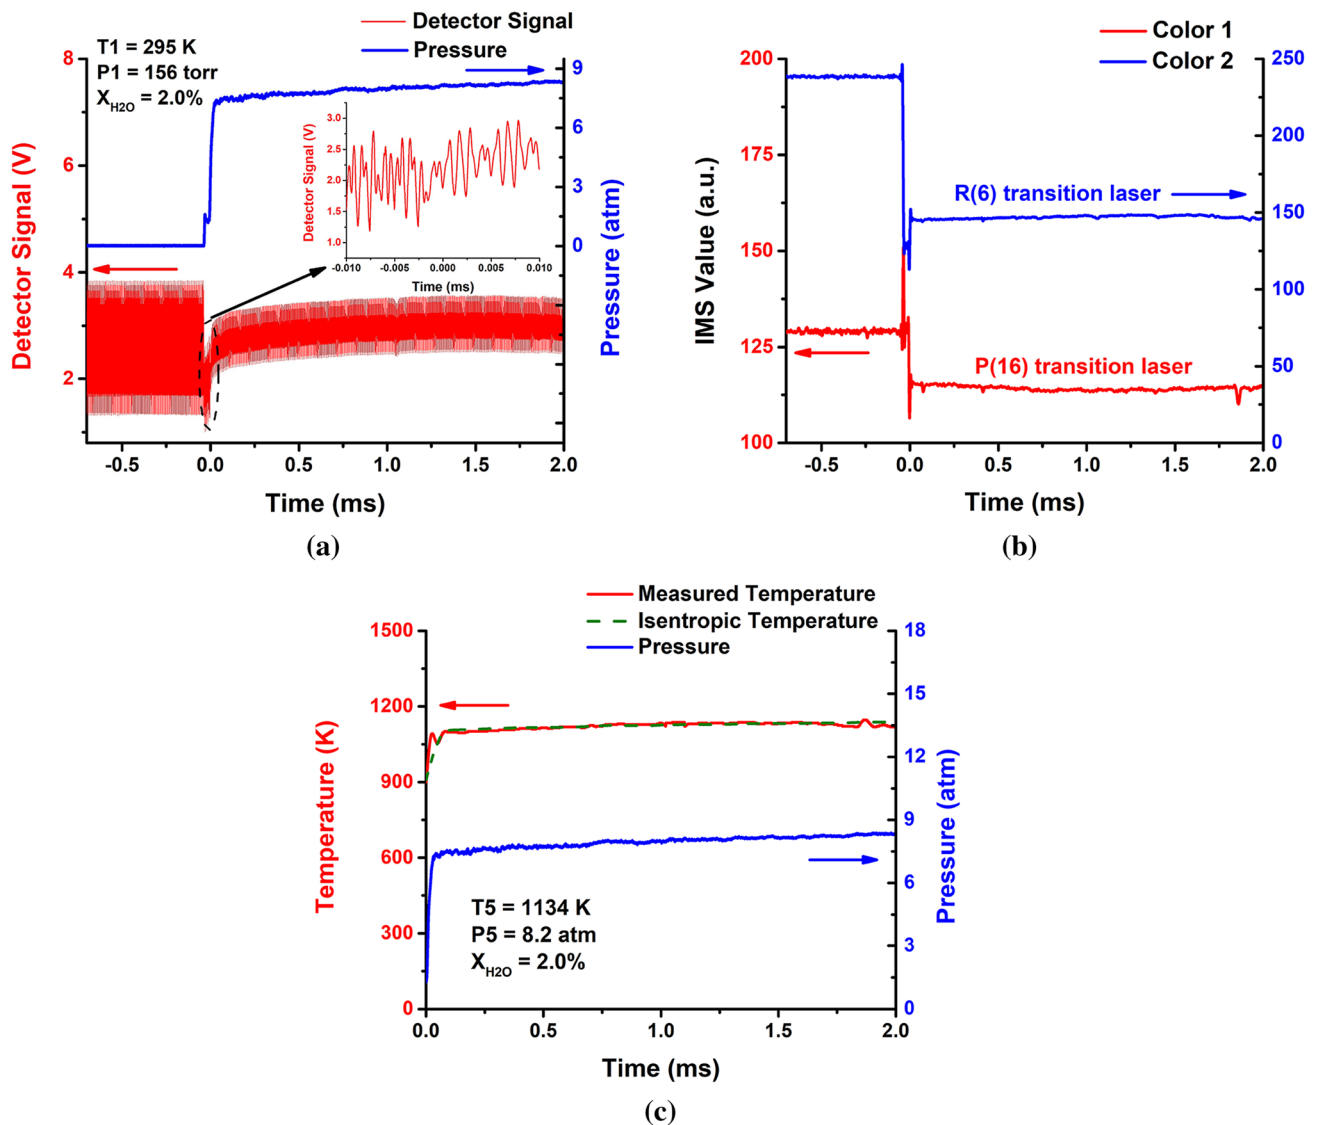 Detector Signal
Pressure
T1 = 295 K
P1 = 156 torr
X_H2O = 2.0%
8
6
4
2
Detector Signal (V)
9
6
3
0
Pressure (atm)
3.0
2.5
2.0
1.5
1.0
Detector Signal (V)
-0.010 -0.005 0.000 0.005 0.010
Time (ms)
-0.5 0.0 0.5 1.0 1.5 2.0
Time (ms)
(a)
Color 1
Color 2
200
175
150
125
100
IMS Value (a.u.)
250
200
150
100
50
0
R(6) transition laser
P(16) transition laser
-0.5 0.0 0.5 1.0 1.5 2.0
Time (ms)
(b)
Measured Temperature
Isentropic Temperature
Pressure
1500
1200
900
600
300
0
Temperature (K)
18
15
12
9
6
3
0
Pressure (atm)
T5 = 1134 K
P5 = 8.2 atm
X_H2O = 2.0%
0.0 0.5 1.0 1.5 2.0
Time (ms)
(c)